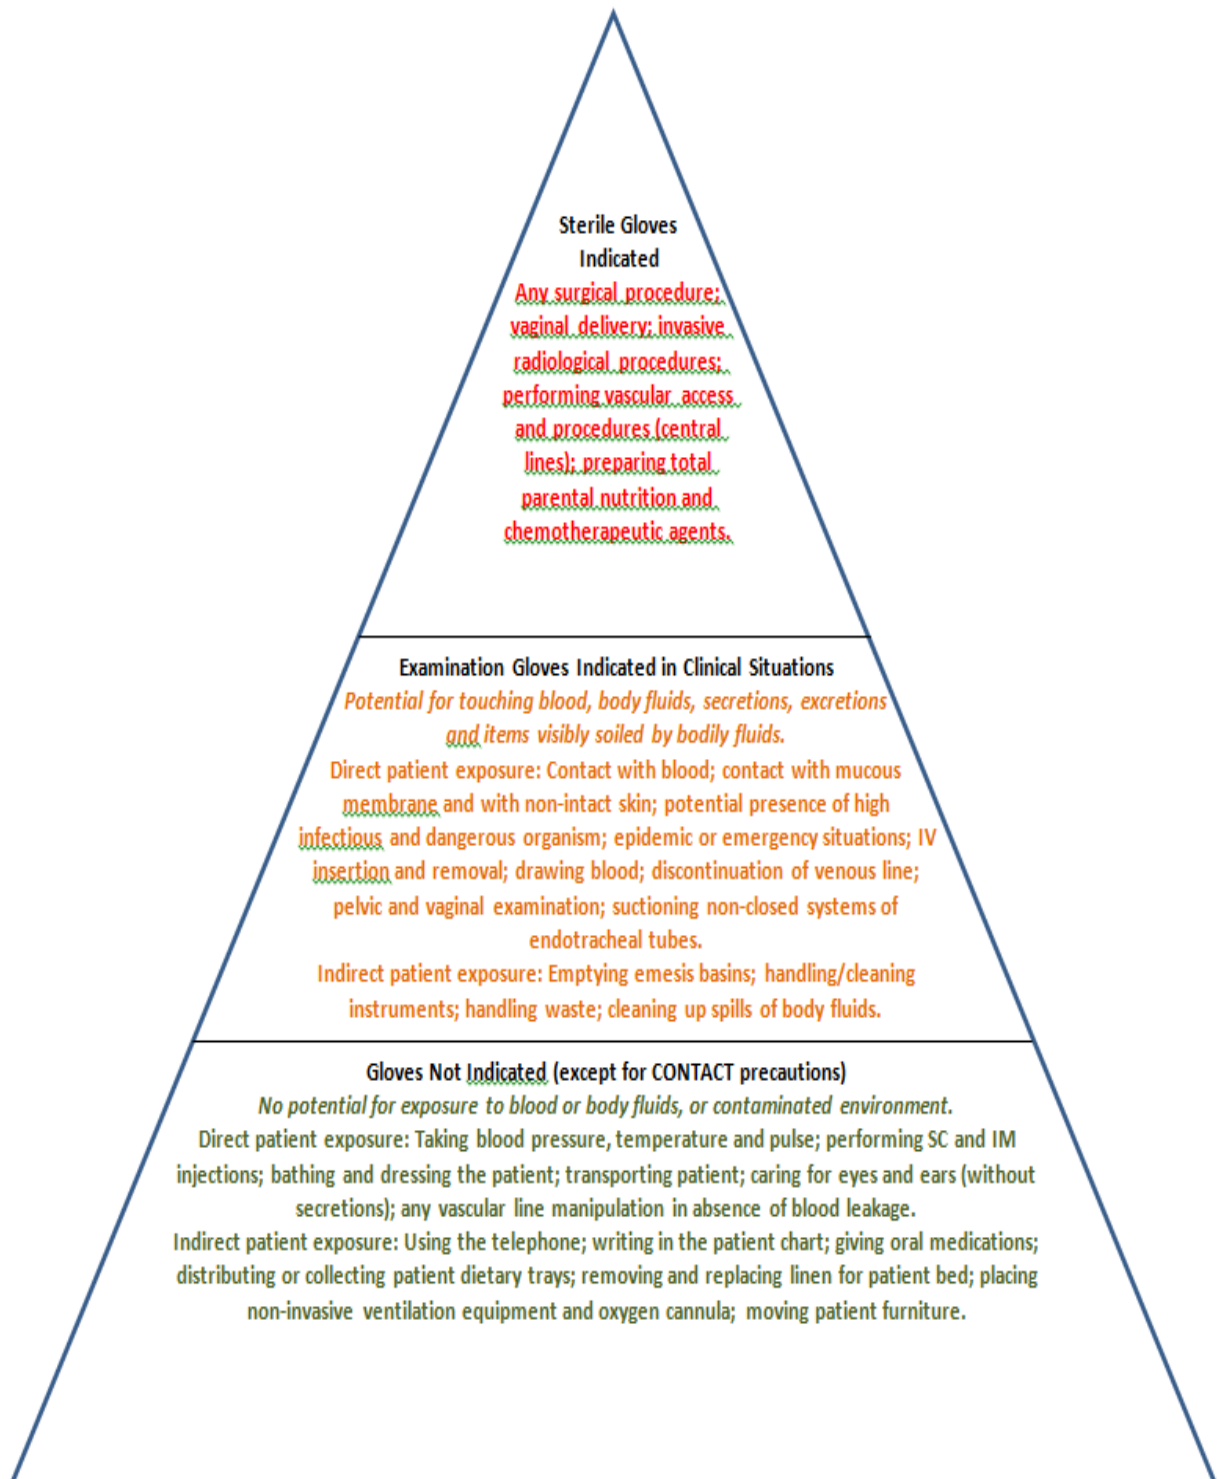 Sterile Gloves
Indicated
Any surgical procedure;
vaginal delivery; invasive
radiological procedures;
performing vascular access
and procedures (central
lines); preparing total
parental nutrition and
chemotherapeutic agents.
Examination Gloves Indicated in Clinical Situations
Potential for touching blood, body fluids, secretions, excretions
and items visibly soiled by bodily fluids.
Direct patient exposure: Contact with blood; contact with mucous
membrane and with non-intact skin; potential presence of high
infectious and dangerous organism; epidemic or emergency situations; IV
insertion and removal; drawing blood; discontinuation of venous line;
pelvic and vaginal examination; suctioning non-closed systems of
endotracheal tubes.
Indirect patient exposure: Emptying emesis basins; handling/cleaning
instruments; handling waste; cleaning up spills of body fluids.
Gloves Not Indicated (except for CONTACT precautions)
No potential for exposure to blood or body fluids, or contaminated environment.
Direct patient exposure: Taking blood pressure, temperature and pulse; performing SC and IM
injections; bathing and dressing the patient; transporting patient; caring for eyes and ears (without
secretions); any vascular line manipulation in absence of blood leakage.
Indirect patient exposure: Using the telephone; writing in the patient chart; giving oral medications;
distributing or collecting patient dietary trays; removing and replacing linen for patient bed; placing
non-invasive ventilation equipment and oxygen cannula; moving patient furniture.